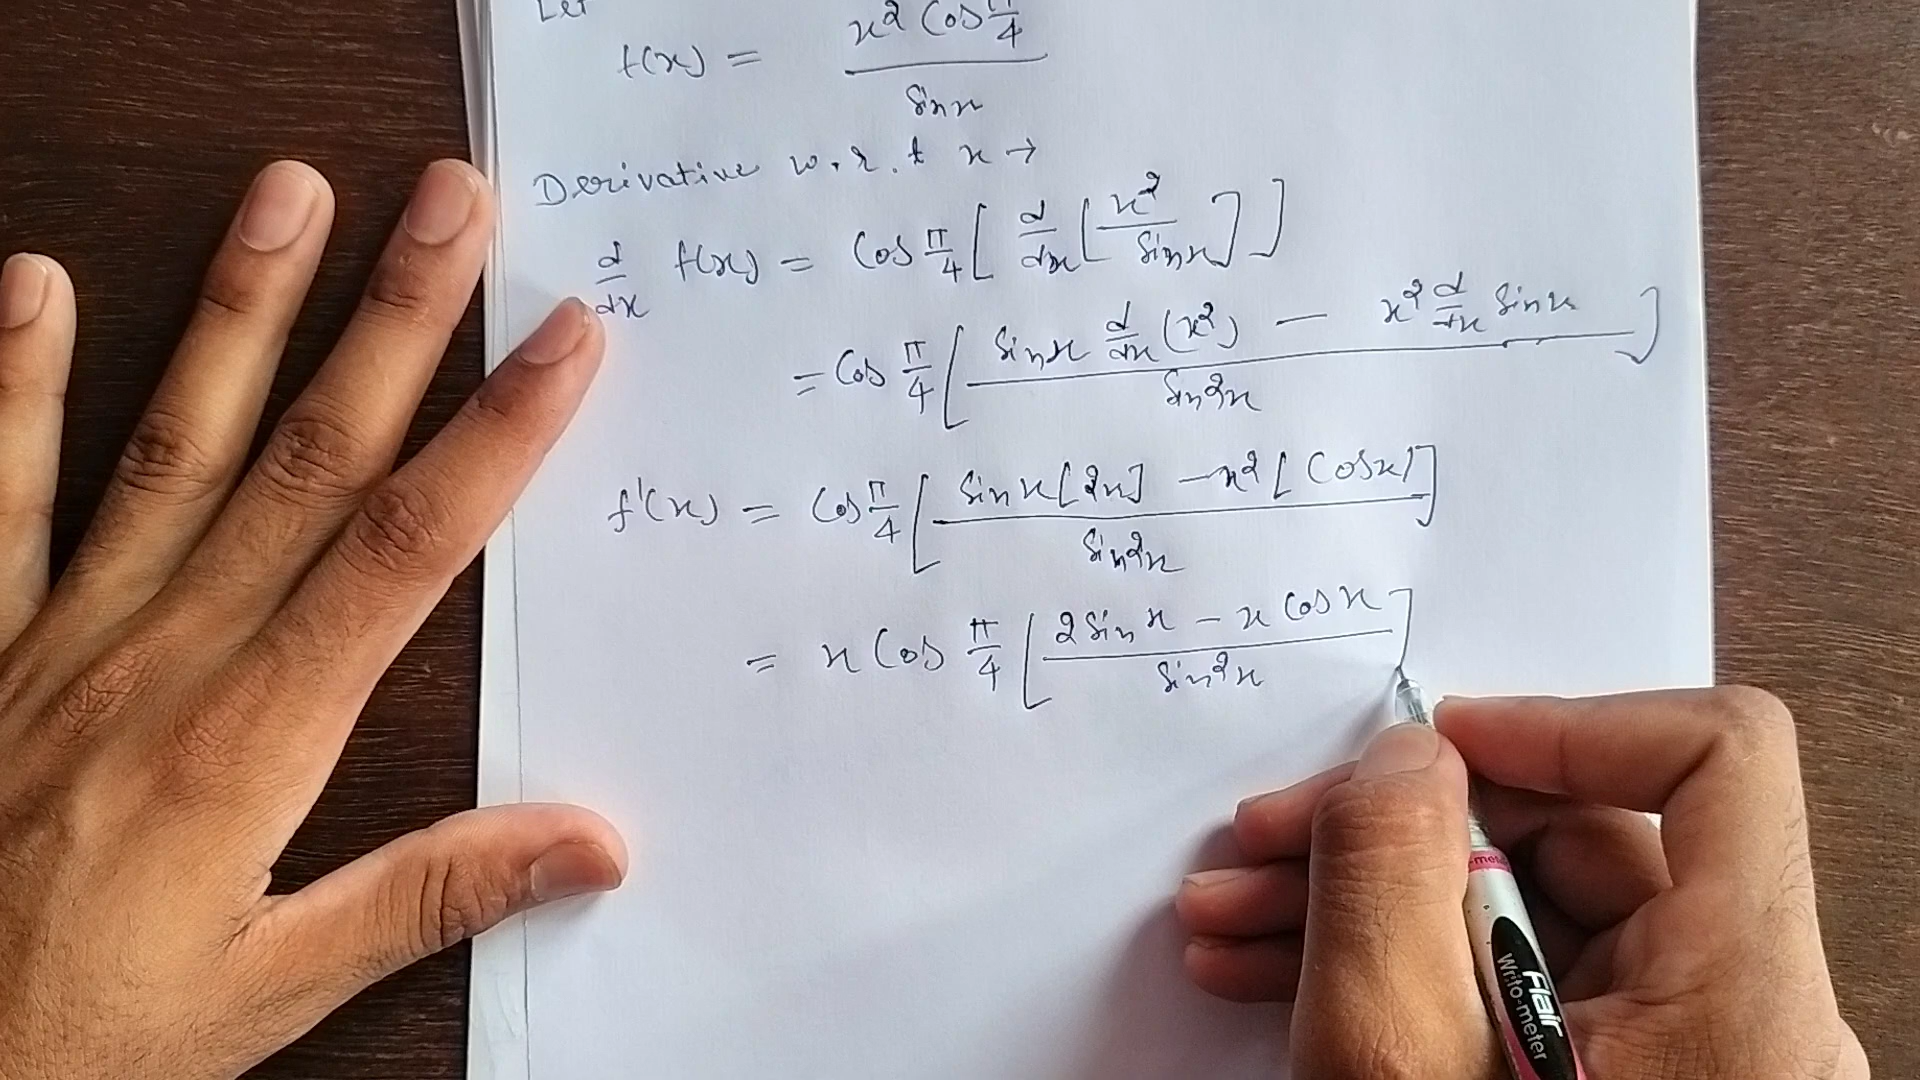 Let
f(x) = x² Cos π/4 / Sin x
Derivative w.r.t x →
d/dx f(x) = Cos π/4 [ d/dx [ x² / Sin x ] ]
= Cos π/4 [ Sin x d/dx (x²) — x² d/dx Sin x / Sin²x ]
f'(x) = Cos π/4 [ Sin x [2x] - x² [Cos x] / Sin²x ]
= x Cos π/4 [ 2 Sin x - x Cos x / Sin²x ]
Flair
Writo-meter